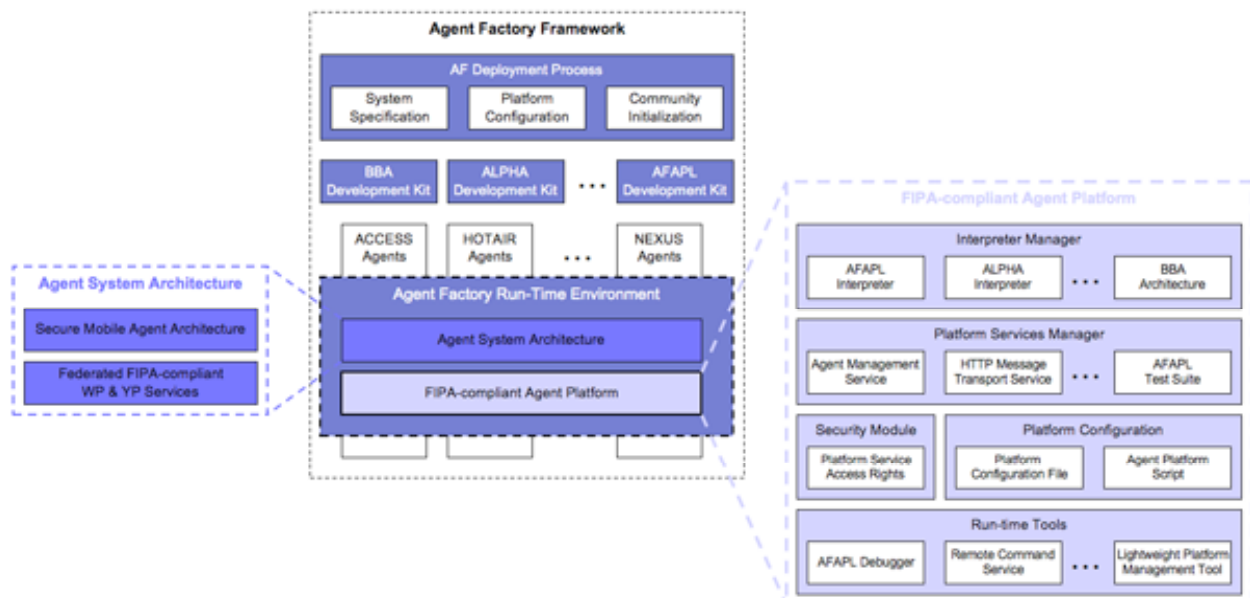 Agent Factory Framework
AF Deployment Process
System
Specification
Platform
Configuration
Community
Initialization
BBA
Development Kit
ALPHA
Development Kit
...
AFAPL
Development Kit
ACCESS
Agents
HOTAIR
Agents
...
NEXUS
Agents
Agent Factory Run-Time Environment
Agent System Architecture
FIPA-compliant Agent Platform
Agent System Architecture
Secure Mobile Agent Architecture
Federated FIPA-compliant
WP & YP Services
FIPA-compliant Agent Platform
Interpreter Manager
AFAPL
Interpreter
ALPHA
Interpreter
...
BBA
Architecture
Platform Services Manager
Agent Management
Service
HTTP Message
Transport Service
...
AFAPL
Test Suite
Security Module
Platform Service
Access Rights
Platform Configuration
Platform
Configuration File
Agent Platform
Script
Run-time Tools
AFAPL Debugger
Remote Command
Service
...
Lightweight Platform
Management Tool